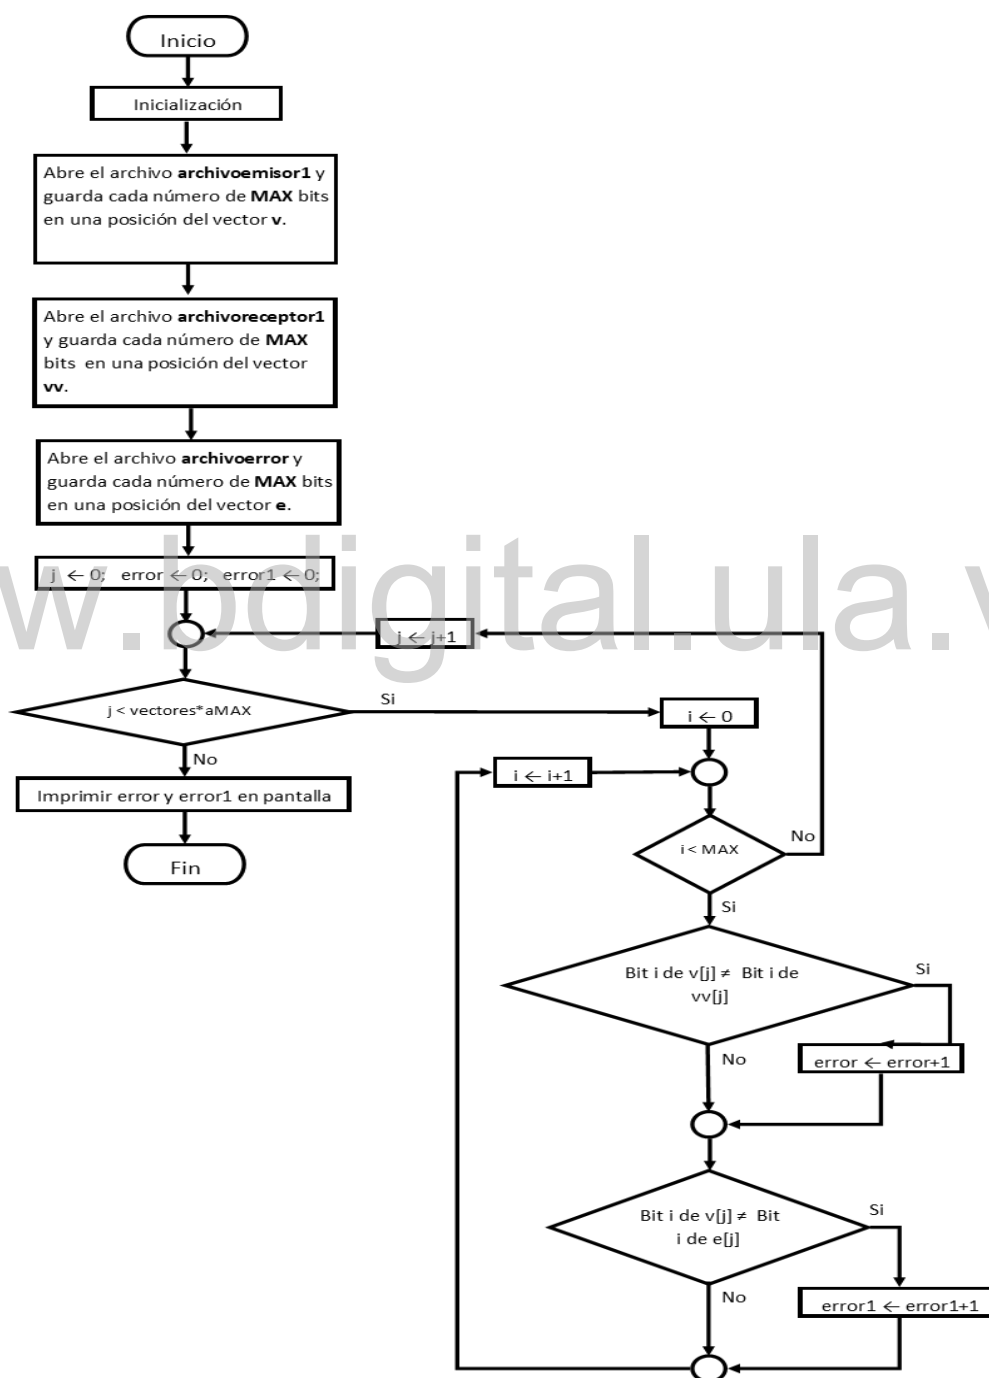 Inicio
Inicialización
Abre el archivo archivoemisor1 y
guarda cada número de MAX bits
en una posición del vector v.
Abre el archivo archivoreceptor1
y guarda cada número de MAX
bits en una posición del vector
vv.
Abre el archivo archivoerror y
guarda cada número de MAX bits
en una posición del vector e.
j ← 0; error ← 0; error1 ← 0;
w.bdigital.ula.v
j ← j+1
j < vectores*aMAX
Si
i ← 0
No
i ← i+1
Imprimir error y error1 en pantalla
i < MAX
No
Fin
Si
Bit i de v[j] ≠ Bit i de
vv[j]
Si
No
error ← error+1
Bit i de v[j] ≠ Bit
i de e[j]
Si
No
error1 ← error1+1